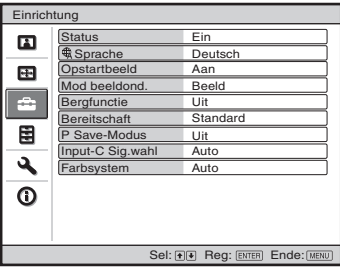 Einrichtung
Status Ein
Sprache Deutsch
Opstartbeeld Aan
Mod beeldond. Beeld
Bergfunctie Uit
Bereitschaft Standard
P Save-Modus Uit
Input-C Sig.wahl Auto
Farbsystem Auto
Sel: Reg: ENTER Ende: MENU